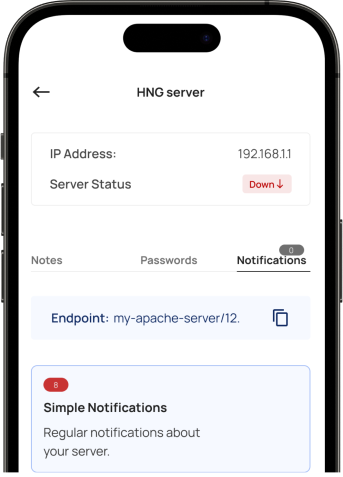 HNG server
IP Address: 192.168.1.1
Server Status Down↓
0
Notes Passwords Notifications
Endpoint: my-apache-server/12.
8
Simple Notifications
Regular notifications about
your server.